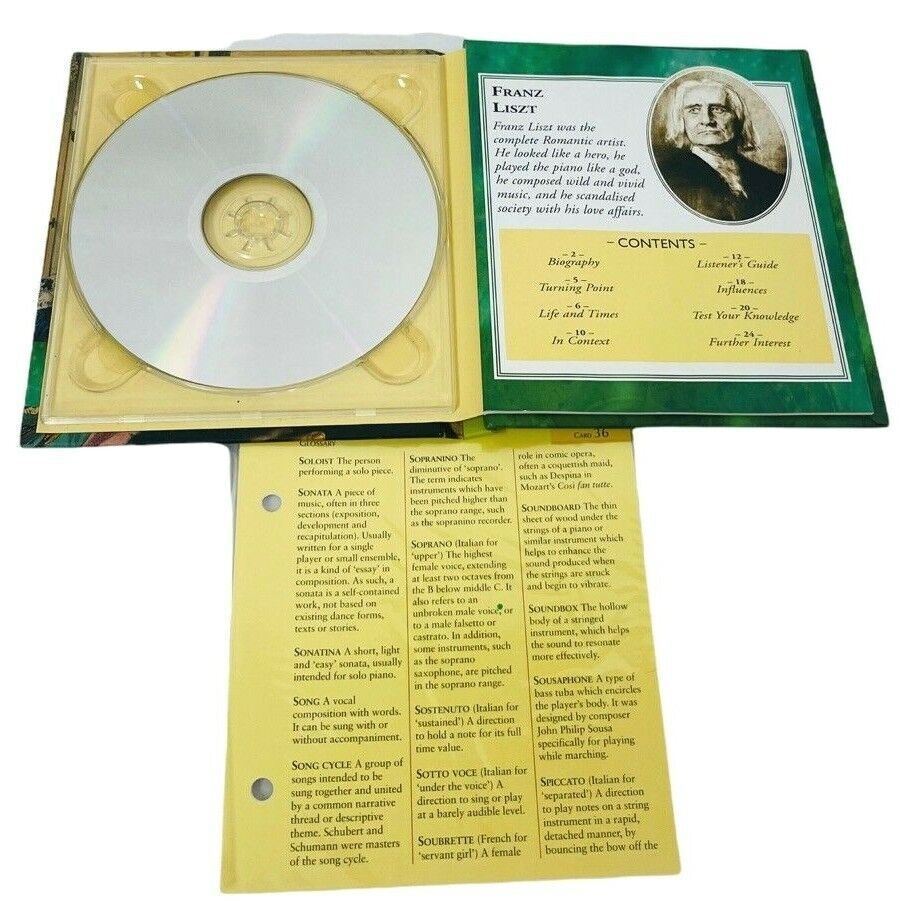 FRANZ
LISZT
Franz Liszt was the
complete Romantic artist.
He looked like a hero, he
played the piano like a god,
he composed wild and vivid
music, and he scandalised
society with his love affairs.
– CONTENTS –
– 2 –
Biography
– 5 –
Turning Point
– 6 –
Life and Times
– 10 –
In Context
– 12 –
Listener's Guide
– 18 –
Influences
– 20 –
Test Your Knowledge
– 24 –
Further Interest
GLOSSARY
CARD 36
SOLOIST The person
performing a solo piece.
SONATA A piece of
music, often in three
sections (exposition,
development and
recapitulation). Usually
written for a single
player or small ensemble,
it is a kind of 'essay' in
composition. As such, a
sonata is a self-contained
work, not based on
existing dance forms,
texts or stories.
SONATINA A short, light
and 'easy' sonata, usually
intended for solo piano.
SONG A vocal
composition with words.
It can be sung with or
without accompaniment.
SONG CYCLE A group of
songs intended to be
sung together and united
by a common narrative
thread or descriptive
theme. Schubert and
Schumann were masters
of the song cycle.
SOPRANINO The
diminutive of 'soprano'.
The term indicates
instruments which have
been pitched higher than
the soprano range, such
as the sopranino recorder.
SOPRANO (Italian for
'upper') The highest
female voice, extending
at least two octaves from
the B below middle C. It
also refers to an
unbroken male voice, or
to a male falsetto or
castrato. In addition,
some instruments, such
as the soprano
saxophone, are pitched
in the soprano range.
SOSTENUTO (Italian for
'sustained') A direction
to hold a note for its full
time value.
SOTTO VOCE (Italian for
'under the voice') A
direction to sing or play
at a barely audible level.
SOUBRETTE (French for
'servant girl') A female
role in comic opera,
often a coquettish maid,
such as Despina in
Mozart's Così fan tutte.
SOUNDBOARD The thin
sheet of wood under the
strings of a piano or
similar instrument which
helps to enhance the
sound produced when
the strings are struck
and begin to vibrate.
SOUNDBOX The hollow
body of a stringed
instrument, which helps
the sound to resonate
more effectively.
SOUSAPHONE A type of
bass tuba which encircles
the player's body. It was
designed by composer
John Philip Sousa
specifically for playing
while marching.
SPICCATO (Italian for
'separated') A direction
to play notes on a string
instrument in a rapid,
detached manner, by
bouncing the bow off the